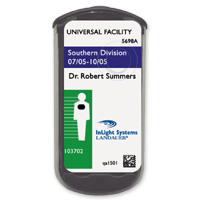 UNIVERSAL FACILITY
5698A
Southern Division
07/05-10/05
Dr. Robert Summers
InLight Systems
LANDAUER®
103702
qa1501